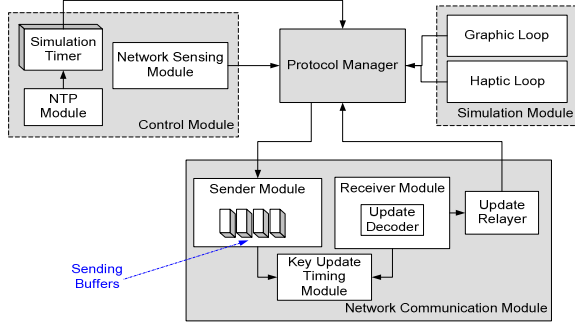 Simulation
Timer
NTP
Module
Network Sensing
Module
Control Module
Protocol Manager
Graphic Loop
Haptic Loop
Simulation Module
Sender Module
Receiver Module
Update
Decoder
Update
Relayer
Key Update
Timing
Module
Sending
Buffers
Network Communication Module